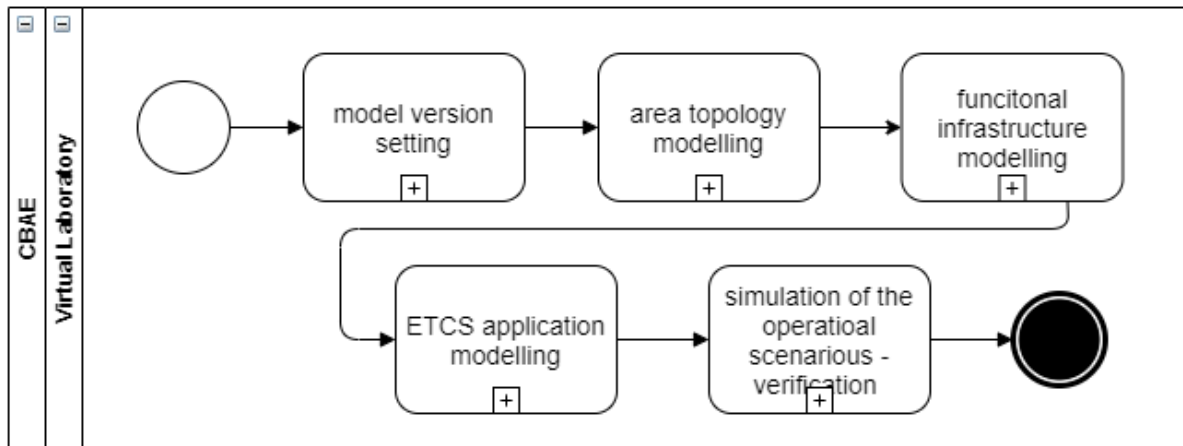 CBAE
Virtual Laboratory
model version
setting
area topology
modelling
funcitonal
infrastructure
modelling
ETCS application
modelling
simulation of the
operatioal
scenarious -
verification